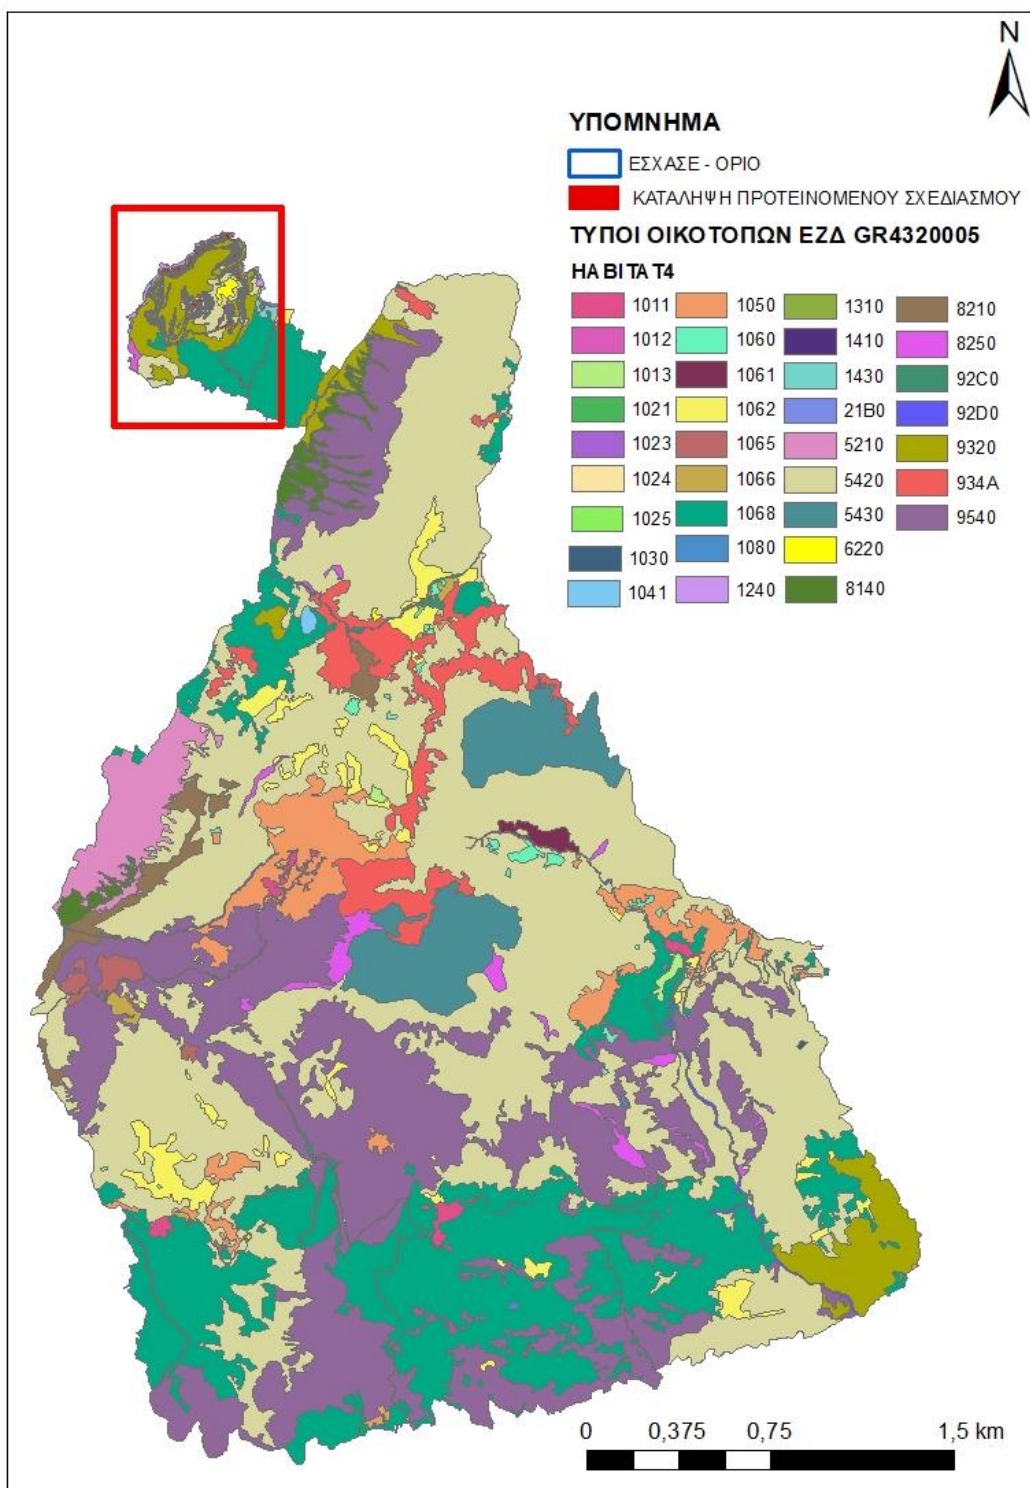 N
ΥΠΟΜΝΗΜΑ
ΕΣΧΑΣΕ - ΟΡΙΟ
ΚΑΤΑΛΗΨΗ ΠΡΟΤΕΙΝΟΜΕΝΟΥ ΣΧΕΔΙΑΣΜΟΥ
ΤΥΠΟΙ ΟΙΚΟΤΟΠΩΝ ΕΖΔ GR4320005
HABITAT4
1011 1050 1310 8210
1012 1060 1410 8250
1013 1061 1430 92C0
1021 1062 21B0 92D0
1023 1065 5210 9320
1024 1066 5420 934A
1025 1068 5430 9540
1030 1080 6220
1041 1240 8140
0 0,375 0,75 1,5 km